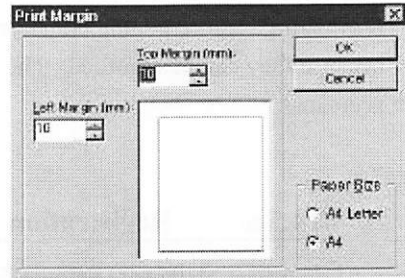 Print Margin
Top Margin (mm):
10
Left Margin (mm):
10
OK
Cancel
Paper Size
A4 Letter
A4